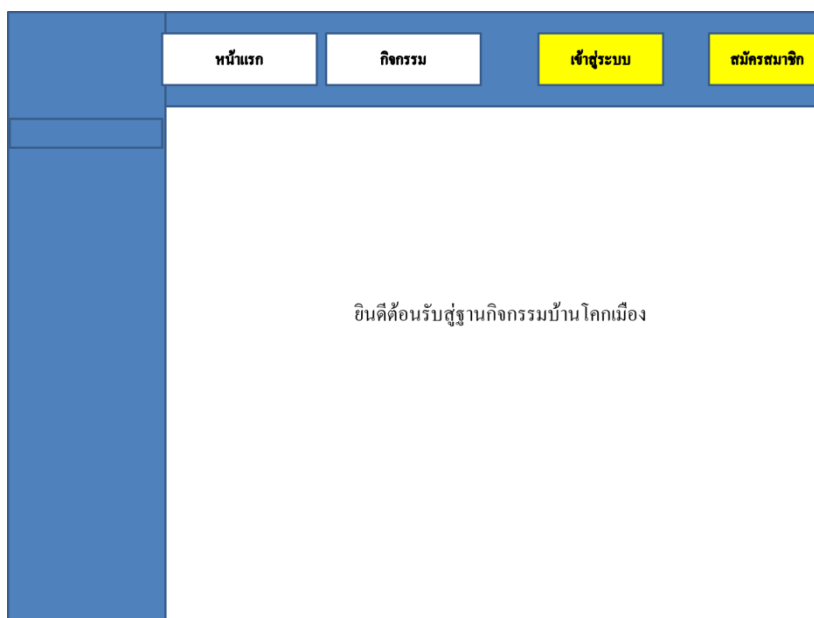 หน้าแรก กิจกรรม เข้าสู่ระบบ สมัครสมาชิก
ยินดีต้อนรับสู่ฐานกิจกรรมบ้านโคกเมือง